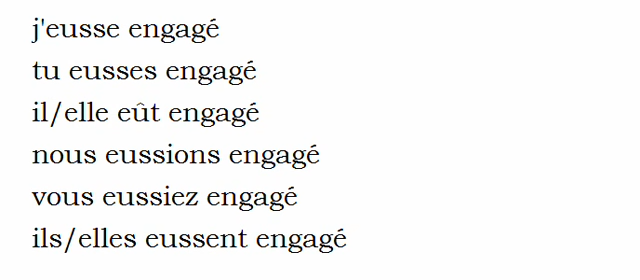 j'eusse engagé
tu eusses engagé
il/elle eût engagé
nous eussions engagé
vous eussiez engagé
ils/elles eussent engagé